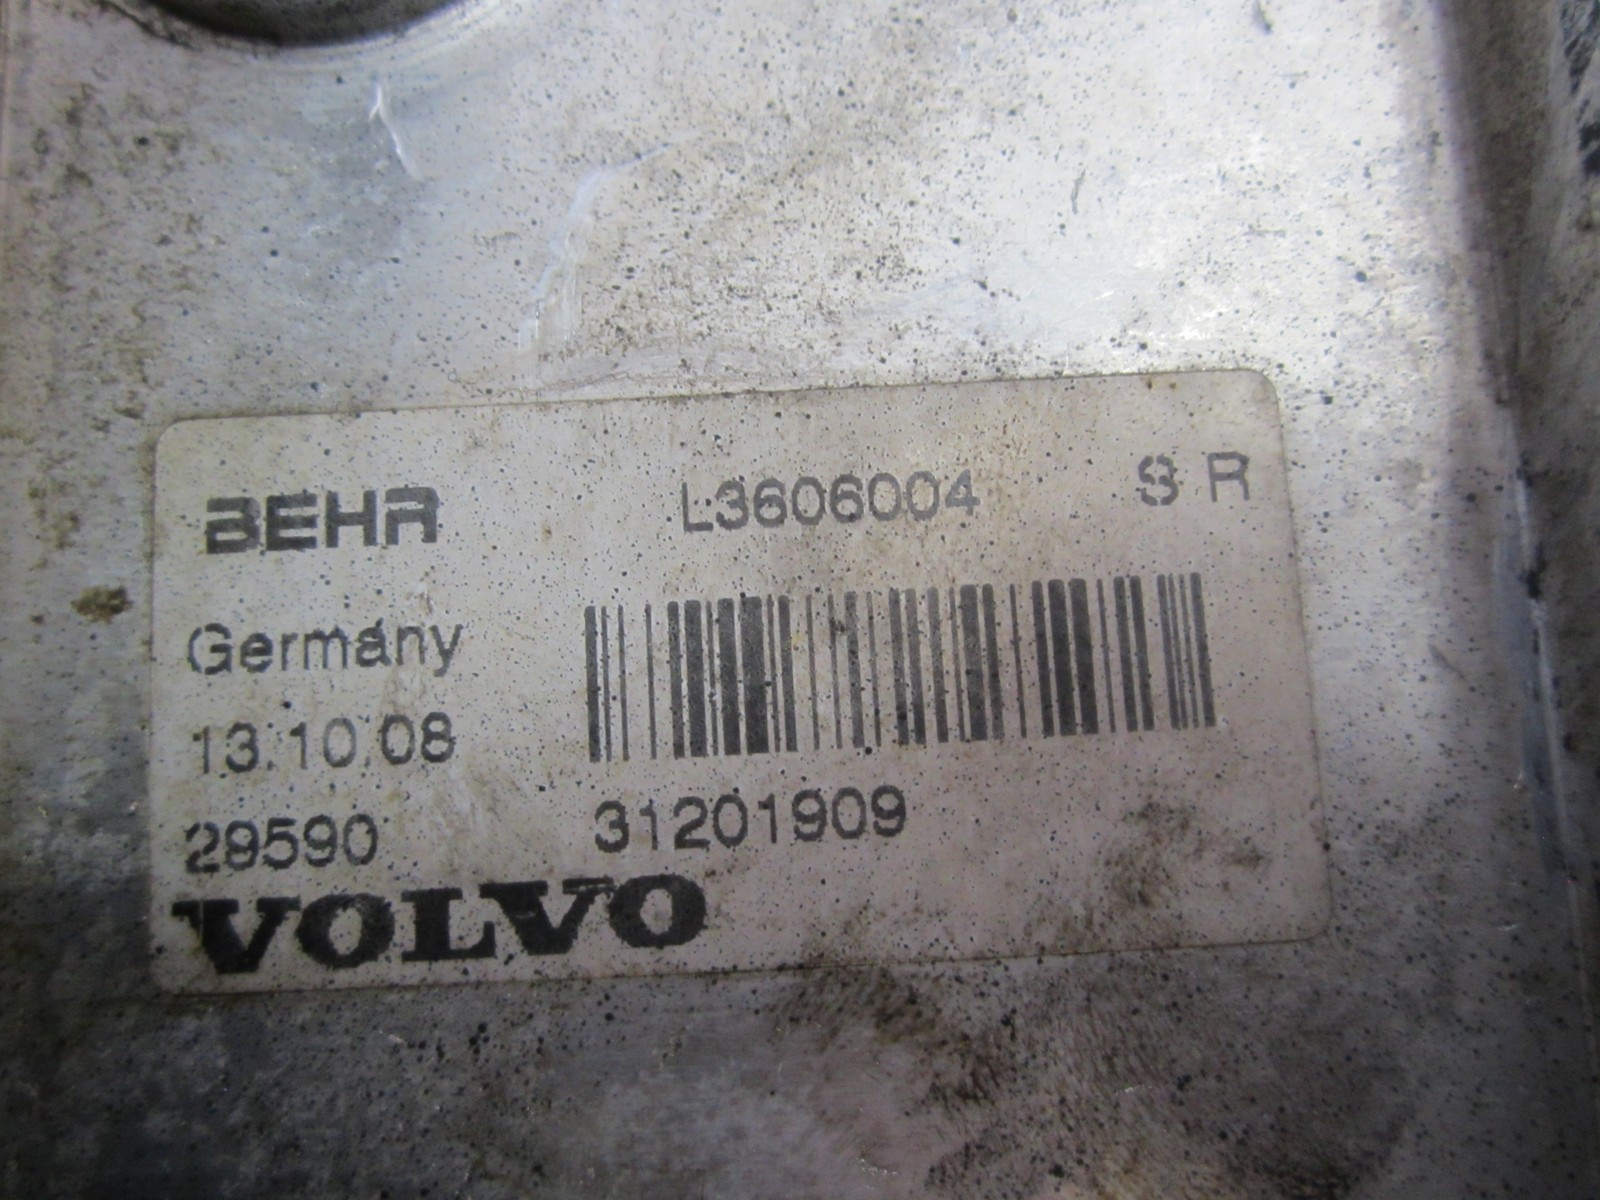 BEHR L3606004 S R
Germany
13.10.08
29590 31201909
VOLVO